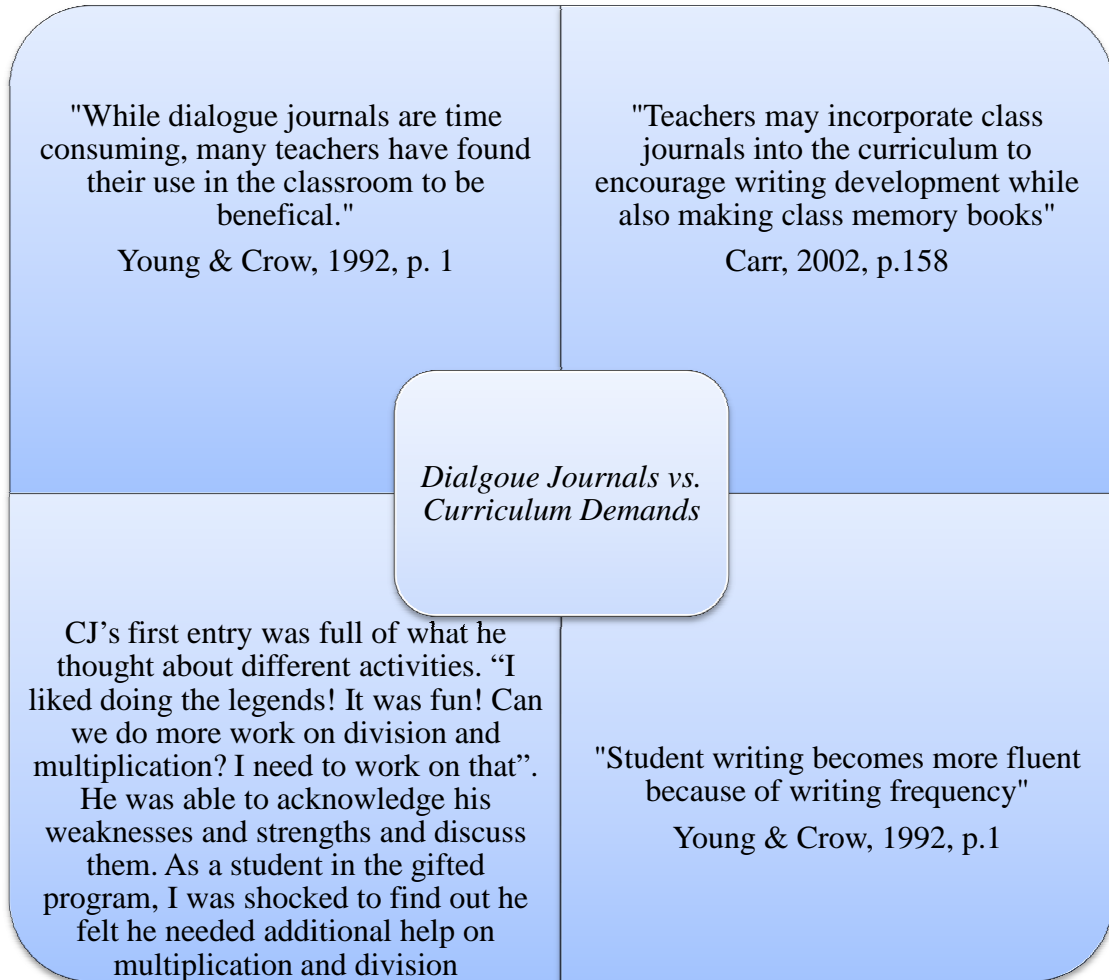 "While dialogue journals are time
consuming, many teachers have found
their use in the classroom to be
benefical."
Young & Crow, 1992, p. 1
"Teachers may incorporate class
journals into the curriculum to
encourage writing development while
also making class memory books"
Carr, 2002, p.158
Dialgoue Journals vs.
Curriculum Demands
CJ’s first entry was full of what he
thought about different activities. “I
liked doing the legends! It was fun! Can
we do more work on division and
multiplication? I need to work on that”.
He was able to acknowledge his
weaknesses and strengths and discuss
them. As a student in the gifted
program, I was shocked to find out he
felt he needed additional help on
multiplication and division
"Student writing becomes more fluent
because of writing frequency"
Young & Crow, 1992, p.1